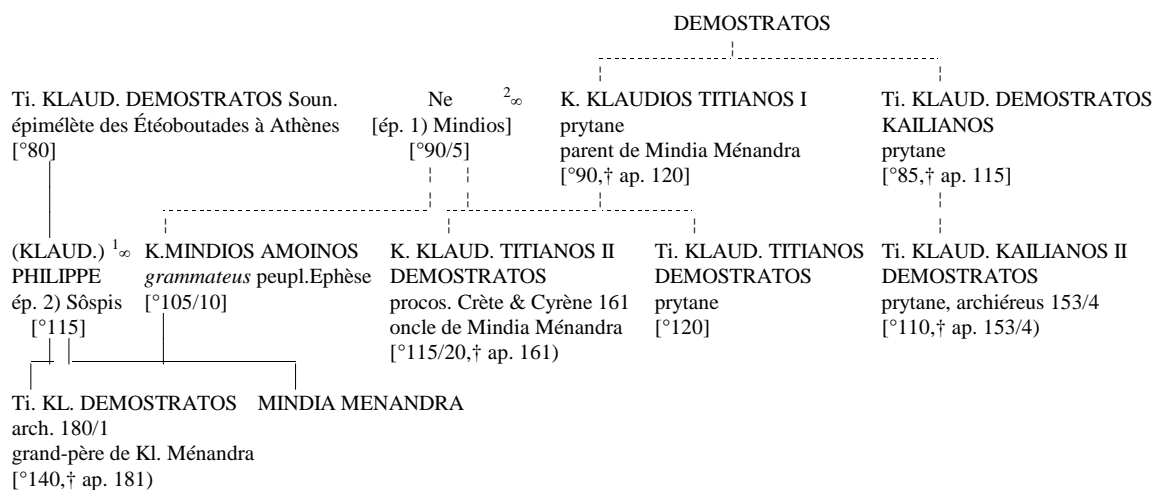 DEMOSTRATOS
Ti. KLAUD. DEMOSTRATOS Soun. Ne ²∞ K. KLAUDIOS TITIANOS I Ti. KLAUD. DEMOSTRATOS
épimélète des Étéoboutades à Athènes [ép. 1) Mindios] prytane KAILIANOS
[°80] [°90/5] parent de Mindia Ménandra prytane
[°90,† ap. 120] [°85,† ap. 115]
(KLAUD.) ¹∞ K.MINDIOS AMOINOS K. KLAUD. TITIANOS II Ti. KLAUD. TITIANOS Ti. KLAUD. KAILIANOS II
PHILIPPE grammateus peupl.Ephèse DEMOSTRATOS DEMOSTRATOS DEMOSTRATOS
ép. 2) Sôspis [°105/10] procos. Crète & Cyrène 161 prytane prytane, archiéreus 153/4
[°115] oncle de Mindia Ménandra [°120] [°110,† ap. 153/4)
[°115/20,† ap. 161)
Ti. KL. DEMOSTRATOS MINDIA MENANDRA
arch. 180/1
grand-père de Kl. Ménandra
[°140,† ap. 181)